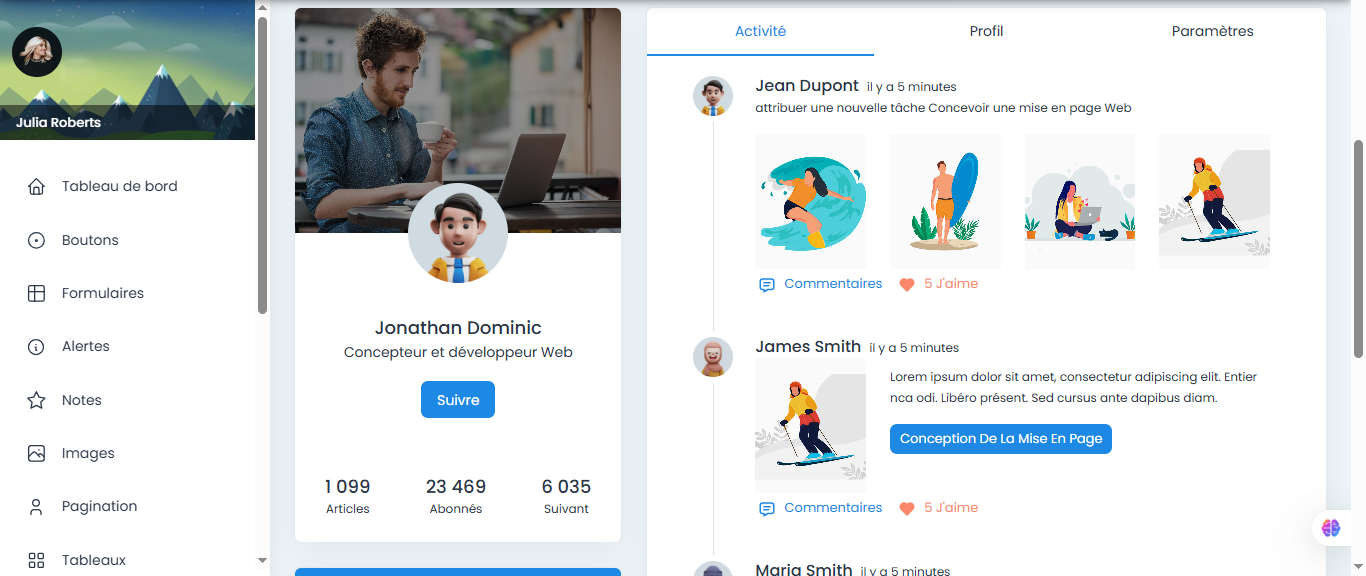 Julia Roberts
Tableau de bord
Boutons
Formulaires
Alertes
Notes
Images
Pagination
Tableaux
Jonathan Dominic
Concepteur et développeur Web
Suivre
1 099 23 469 6 035
Articles Abonnés Suivant
Activité Profil Paramètres
Jean Dupont il y a 5 minutes
attribuer une nouvelle tâche Concevoir une mise en page Web
Commentaires 5 J'aime
James Smith il y a 5 minutes
Lorem ipsum dolor sit amet, consectetur adipiscing elit. Entier
nca odi. Libéro présent. Sed cursus ante dapibus diam.
Conception De La Mise En Page
Commentaires 5 J'aime
Maria Smith il y a 5 minutes